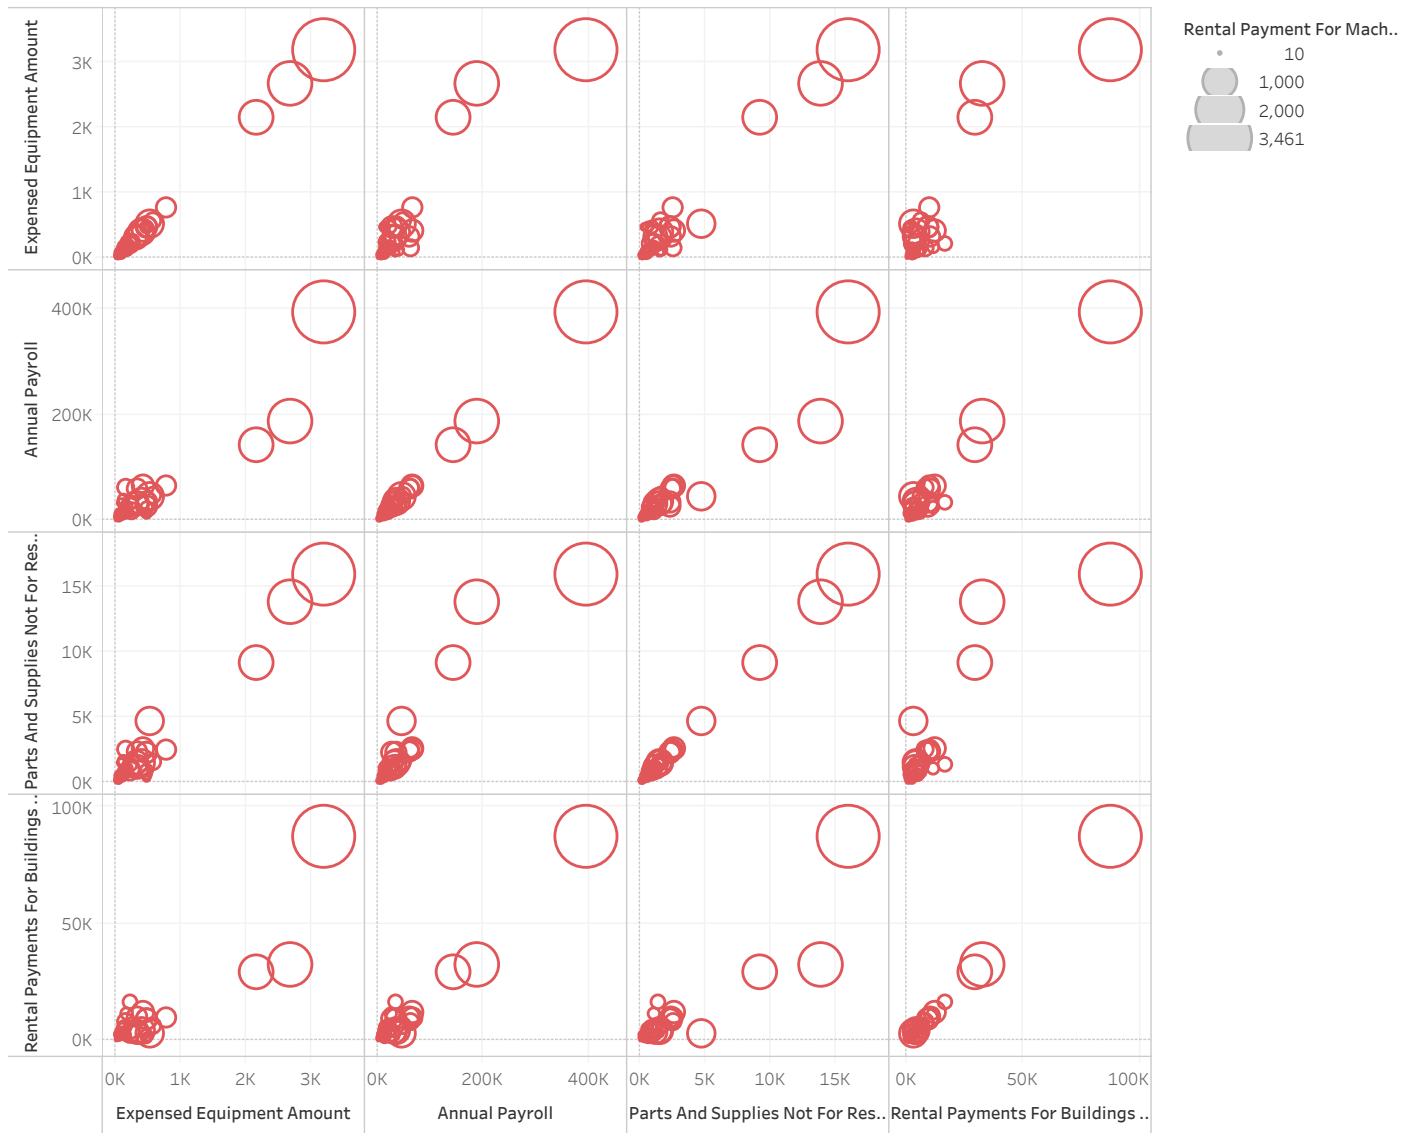 Rental Payment For Mach..
10
1,000
2,000
3,461
Expensed Equipment Amount
3K
2K
1K
0K
Annual Payroll
400K
200K
0K
Parts And Supplies Not For Res..
15K
10K
5K
0K
Rental Payments For Buildings ..
100K
50K
0K
0K 1K 2K 3K 0K 200K 400K 0K 5K 10K 15K 0K 50K 100K
Expensed Equipment Amount Annual Payroll Parts And Supplies Not For Res.. Rental Payments For Buildings ..